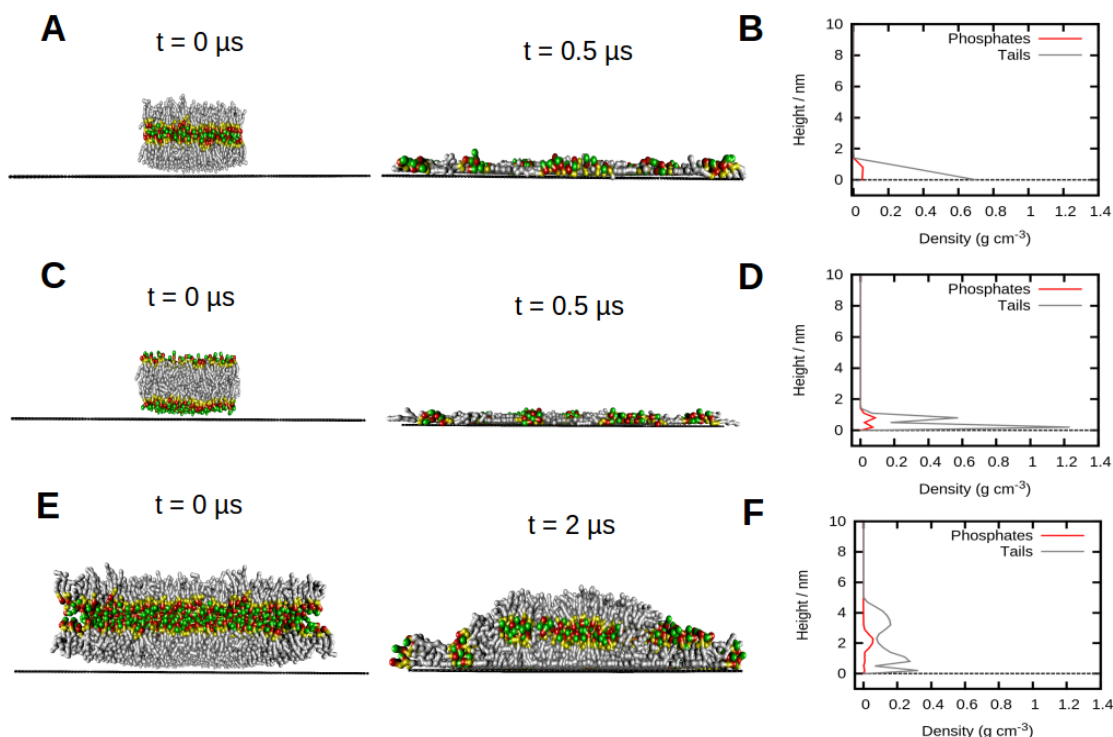 A
t = 0 µs
t = 0.5 µs
B
Phosphates
Tails
Height / nm
10
8
6
4
2
0
0 0.2 0.4 0.6 0.8 1 1.2 1.4
Density (g cm-3)
C
t = 0 µs
t = 0.5 µs
D
Phosphates
Tails
Height / nm
10
8
6
4
2
0
0 0.2 0.4 0.6 0.8 1 1.2 1.4
Density (g cm-3)
E
t = 0 µs
t = 2 µs
F
Phosphates
Tails
Height / nm
10
8
6
4
2
0
0 0.2 0.4 0.6 0.8 1 1.2 1.4
Density (g cm-3)